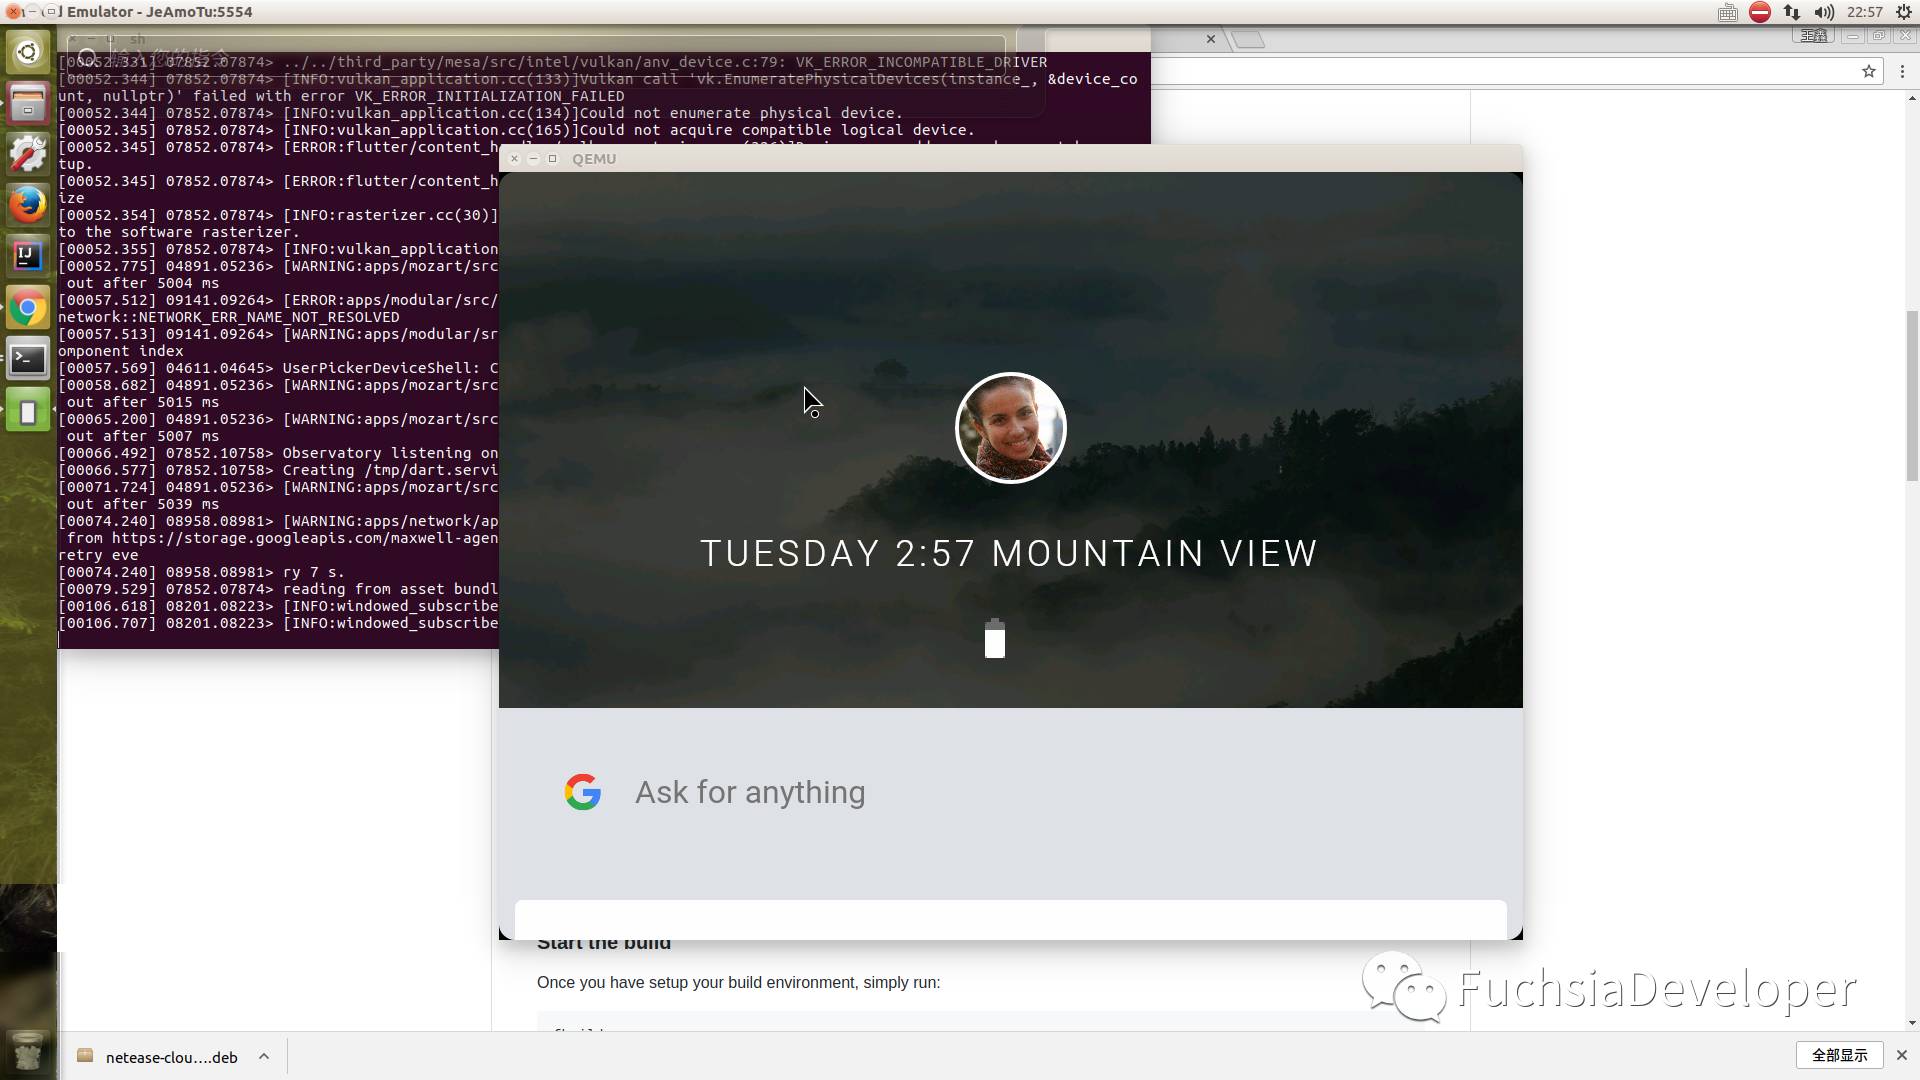 Emulator - JeAmoTu:5554
22:57
sh
输入您的指令
王鑫
[00052.331] 07852.07874> ../../third_party/mesa/src/intel/vulkan/anv_device.c:79: VK_ERROR_INCOMPATIBLE_DRIVER
[00052.344] 07852.07874> [INFO:vulkan_application.cc(133)]Vulkan call 'vk.EnumeratePhysicalDevices(instance_, &device_co
unt, nullptr)' failed with error VK_ERROR_INITIALIZATION_FAILED
[00052.344] 07852.07874> [INFO:vulkan_application.cc(134)]Could not enumerate physical device.
[00052.345] 07852.07874> [INFO:vulkan_application.cc(165)]Could not acquire compatible logical device.
[00052.345] 07852.07874> [ERROR:flutter/content_h
tup.
[00052.345] 07852.07874> [ERROR:flutter/content_h
ize
[00052.354] 07852.07874> [INFO:rasterizer.cc(30)]
to the software rasterizer.
[00052.355] 07852.07874> [INFO:vulkan_application
[00052.775] 04891.05236> [WARNING:apps/mozart/src
out after 5004 ms
[00057.512] 09141.09264> [ERROR:apps/modular/src/
network::NETWORK_ERR_NAME_NOT_RESOLVED
[00057.513] 09141.09264> [WARNING:apps/modular/sr
omponent index
[00057.569] 04611.04645> UserPickerDeviceShell: C
[00058.682] 04891.05236> [WARNING:apps/mozart/src
out after 5015 ms
[00065.200] 04891.05236> [WARNING:apps/mozart/src
out after 5007 ms
[00066.492] 07852.10758> Observatory listening on
[00066.577] 07852.10758> Creating /tmp/dart.servi
[00071.724] 04891.05236> [WARNING:apps/mozart/src
out after 5039 ms
[00074.240] 08958.08981> [WARNING:apps/network/ap
from https://storage.googleapis.com/maxwell-agen
retry eve
[00074.240] 08958.08981> ry 7 s.
[00079.529] 07852.07874> reading from asset bundl
[00106.618] 08201.08223> [INFO:windowed_subscribe
[00106.707] 08201.08223> [INFO:windowed_subscribe
QEMU
TUESDAY 2:57 MOUNTAIN VIEW
Ask for anything
Start the build
Once you have setup your build environment, simply run:
FuchsiaDeveloper
netease-clou....deb
全部显示